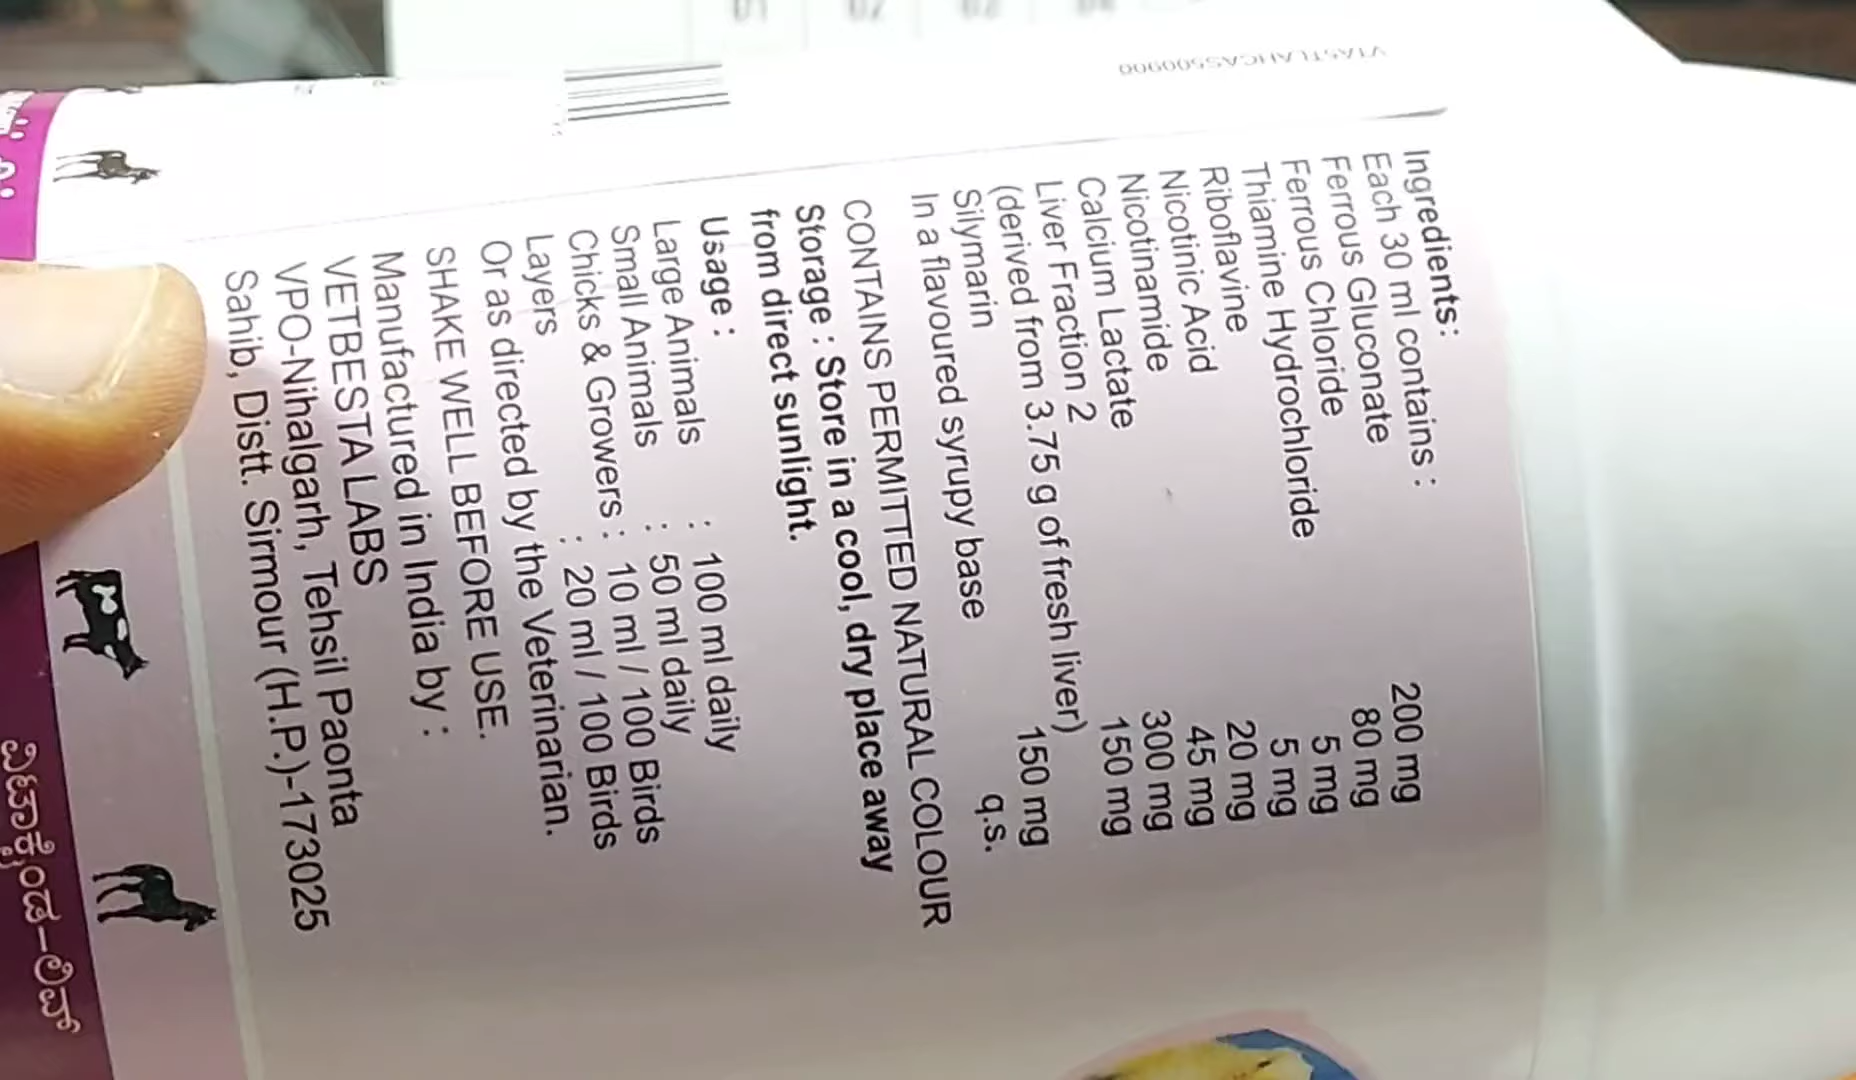 Ingredients:
Each 30 ml contains :
Ferrous Gluconate 200 mg
Ferrous Chloride 80 mg
Thiamine Hydrochloride 5 mg
Riboflavine 5 mg
Nicotinic Acid 20 mg
Nicotinamide 45 mg
Calcium Lactate 300 mg
Liver Fraction 2 150 mg
(derived from 3.75 g of fresh liver)
Silymarin 150 mg
In a flavoured syrupy base q.s.
CONTAINS PERMITTED NATURAL COLOUR
Storage : Store in a cool, dry place away
from direct sunlight.
Usage :
Large Animals : 100 ml daily
Small Animals : 50 ml daily
Chicks & Growers : 10 ml / 100 Birds
Layers : 20 ml / 100 Birds
Or as directed by the Veterinarian.
SHAKE WELL BEFORE USE.
Manufactured in India by :
VETBESTA LABS
VPO-Nihalgarh, Tehsil Paonta
Sahib, Distt. Sirmour (H.P.)-173025
ಲಿವ್